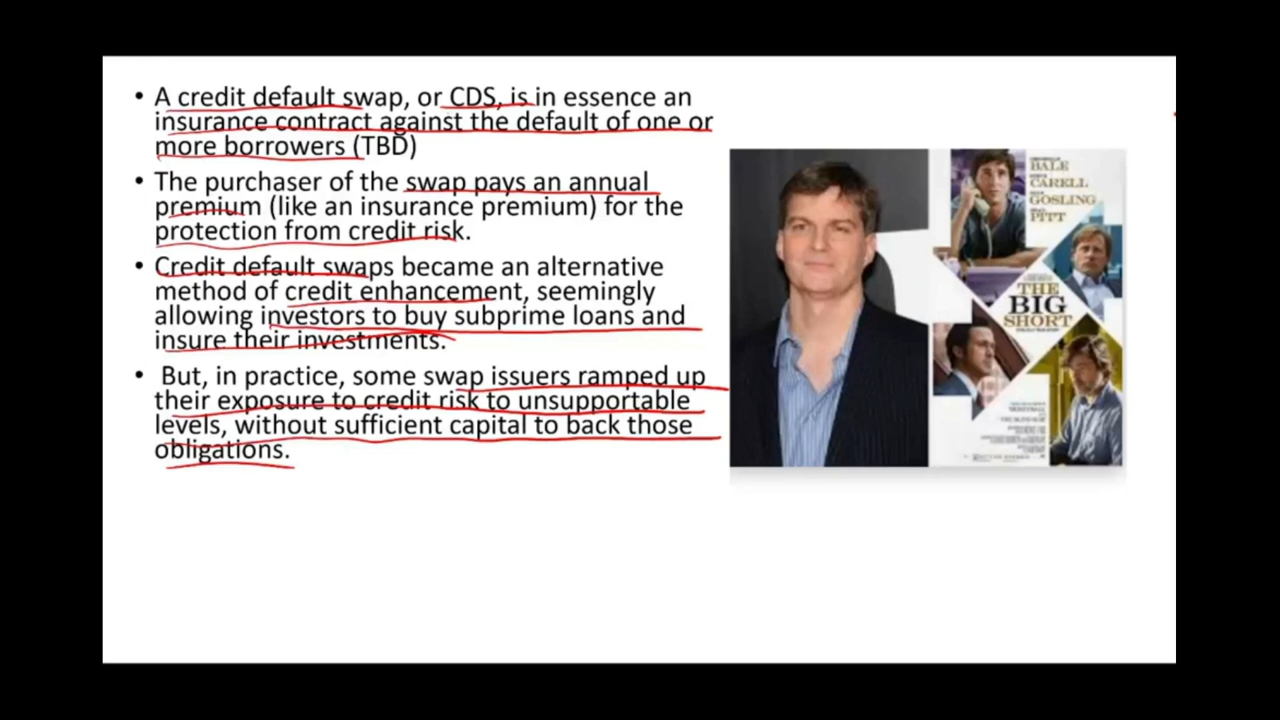 • A credit default swap, or CDS, is in essence an
insurance contract against the default of one or
more borrowers (TBD)
• The purchaser of the swap pays an annual
premium (like an insurance premium) for the
protection from credit risk.
• Credit default swaps became an alternative
method of credit enhancement, seemingly
allowing investors to buy subprime loans and
insure their investments.
• But, in practice, some swap issuers ramped up
their exposure to credit risk to unsupportable
levels, without sufficient capital to back those
obligations.
BALE
CARELL
GOSLING
PITT
THE
BIG
SHORT